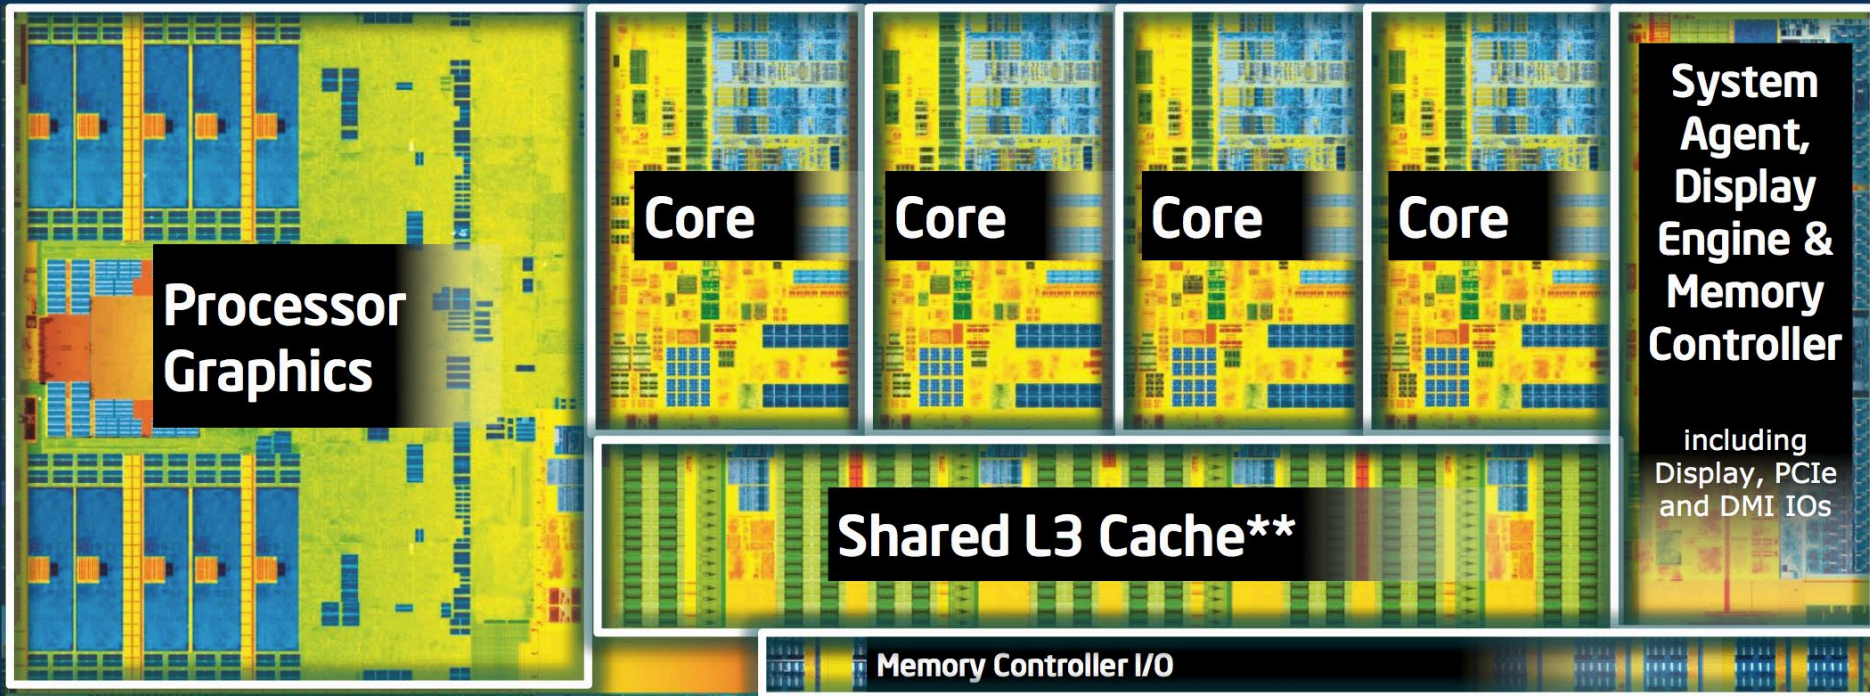 Processor
Graphics
Core
Core
Core
Core
System
Agent,
Display
Engine &
Memory
Controller
including
Display, PCIe
and DMI IOs
Shared L3 Cache**
Memory Controller I/O